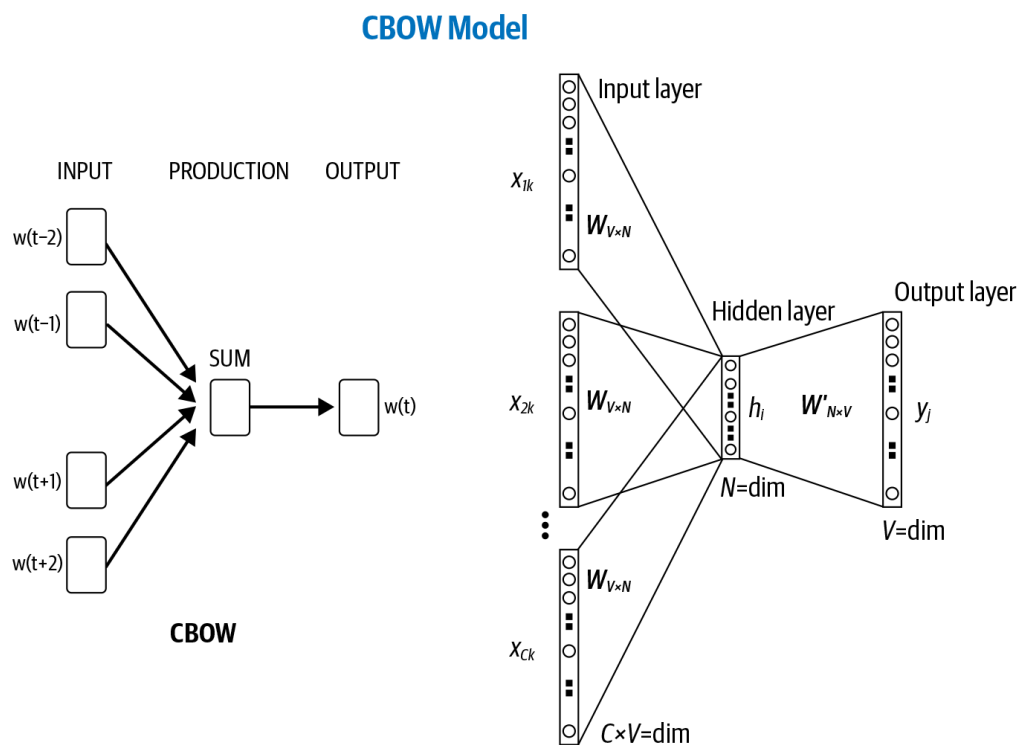 CBOW Model
INPUT PRODUCTION OUTPUT
w(t−2)
w(t−1)
SUM
w(t)
w(t+1)
w(t+2)
CBOW
Input layer
x1k
WV×N
Hidden layer
Output layer
x2k
WV×N
hi
W'N×V
yj
N=dim
V=dim
WV×N
xCk
C×V=dim